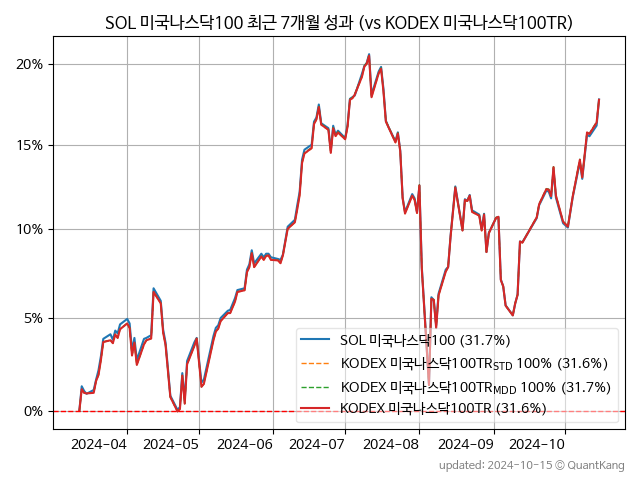 SOL 미국나스닥100 최근 7개월 성과 (vs KODEX 미국나스닥100TR)
20%
15%
10%
5%
0%
SOL 미국나스닥100 (31.7%)
KODEX 미국나스닥100TR_STD 100% (31.6%)
KODEX 미국나스닥100TR_MDD 100% (31.7%)
KODEX 미국나스닥100TR (31.6%)
2024-04 2024-05 2024-06 2024-07 2024-08 2024-09 2024-10
updated: 2024-10-15 © QuantKang